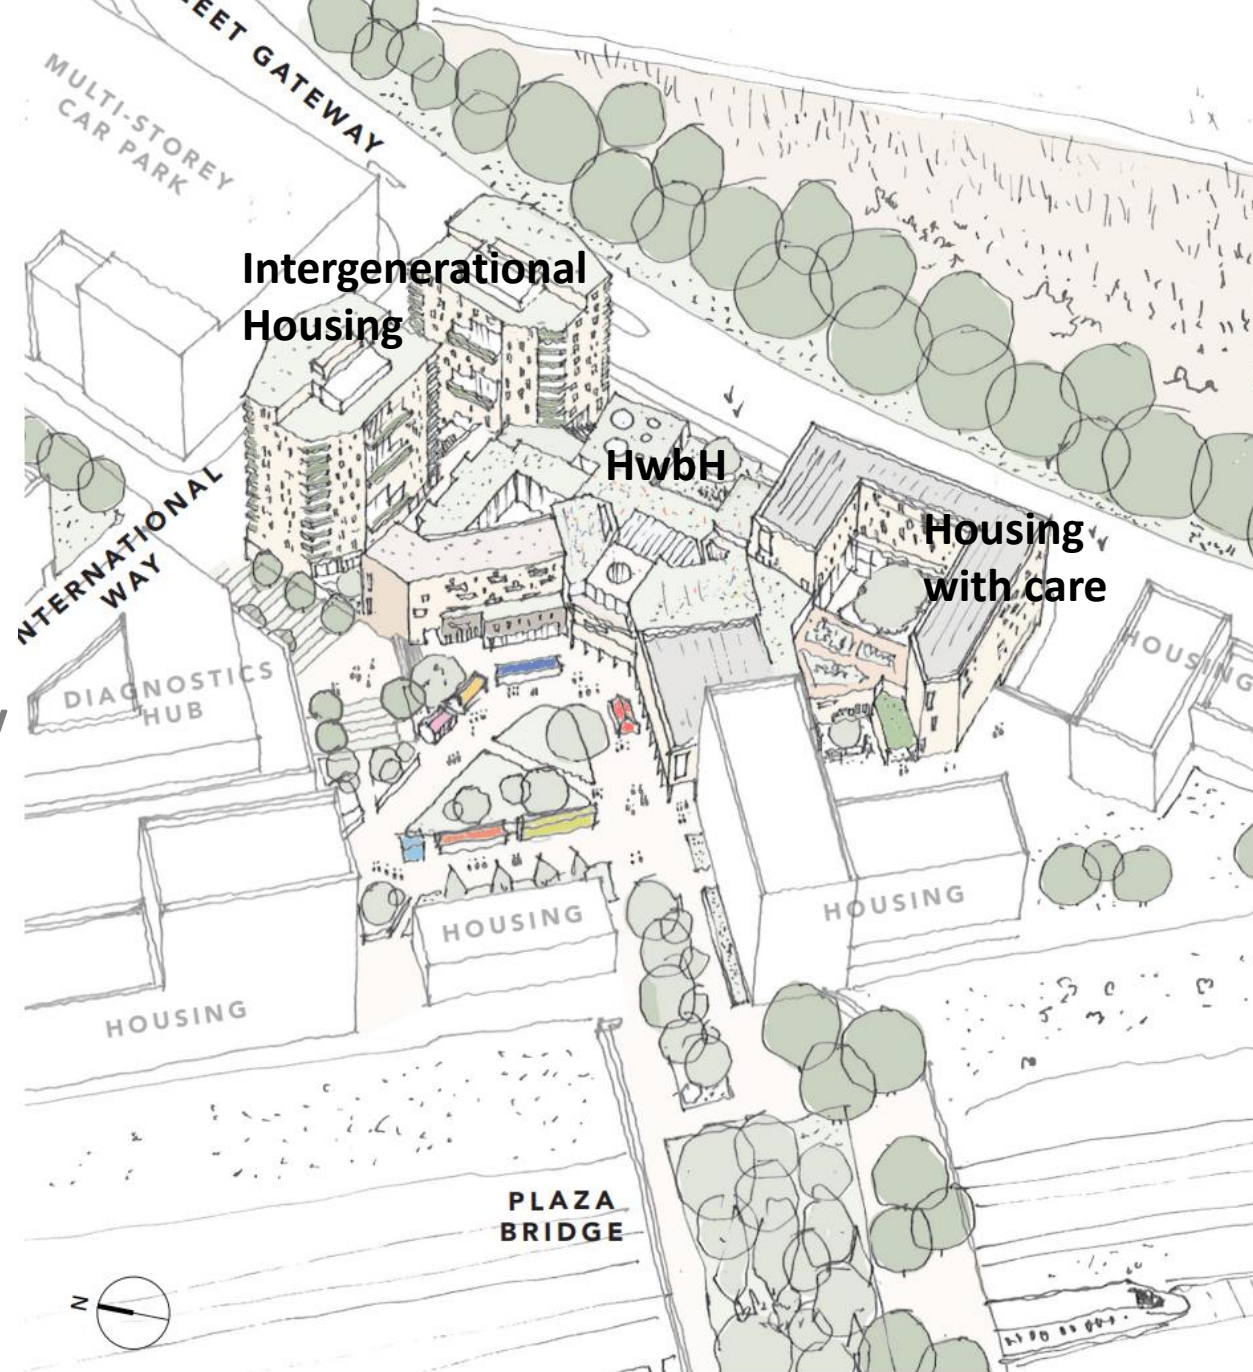 EET GATEWAY
MULTI-STOREY
CAR PARK
Intergenerational
Housing
HwbH
Housing
with care
NTERNATIONAL
WAY
HOUSING
DIAGNOSTICS
HUB
HOUSING
HOUSING
HOUSING
PLAZA
BRIDGE
N